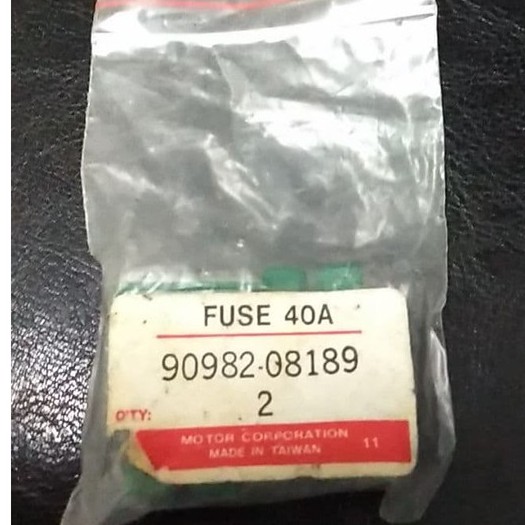 FUSE 40A
90982-08189
Q'TY: 2
MOTOR CORPORATION
MADE IN TAIWAN 11